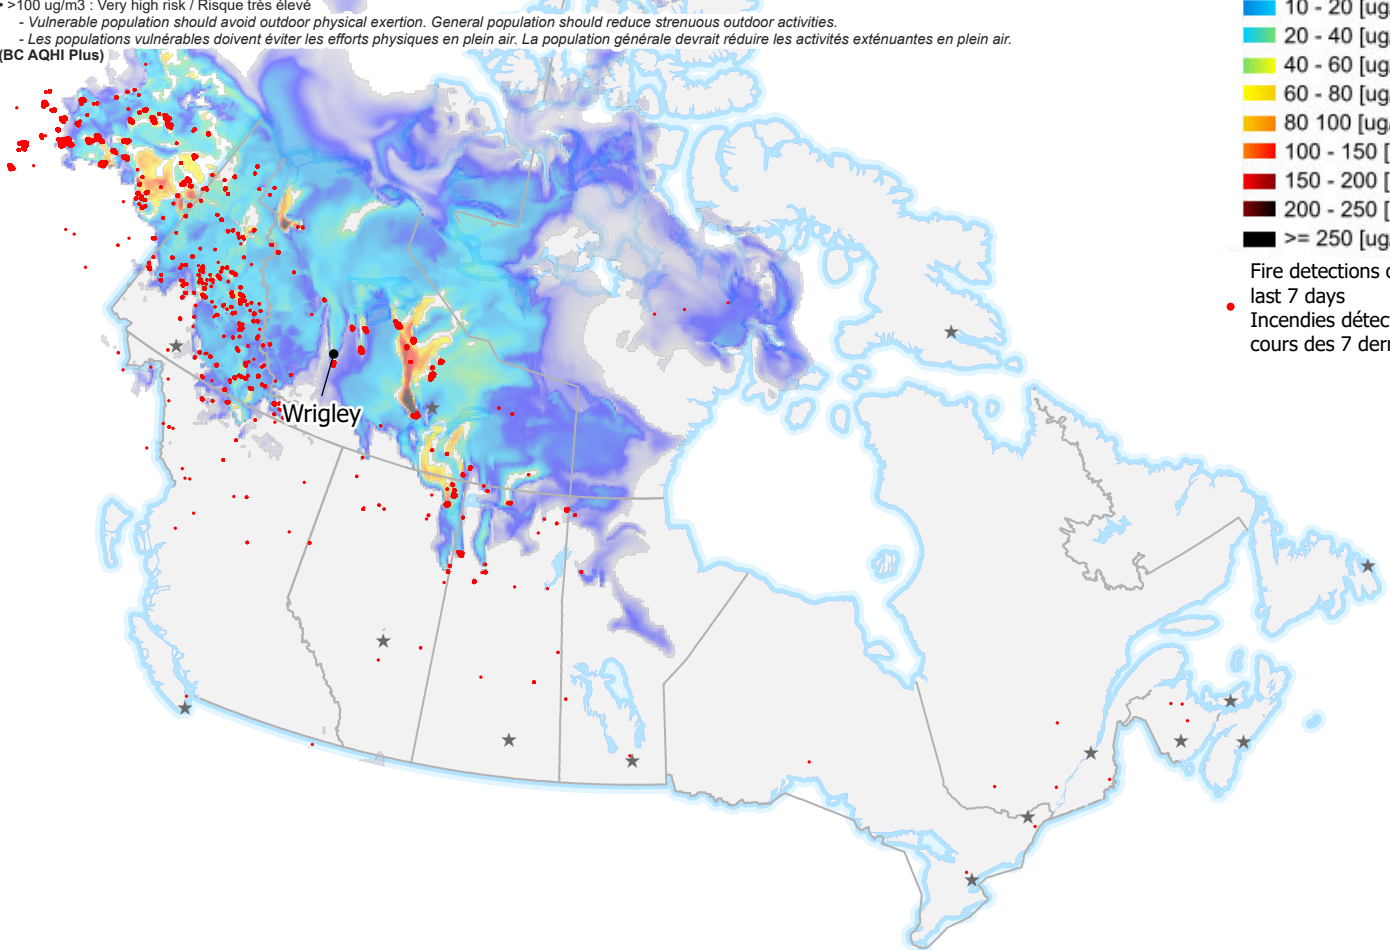 • >100 ug/m3 : Very high risk / Risque très élevé
- Vulnerable population should avoid outdoor physical exertion. General population should reduce strenuous outdoor activities.
- Les populations vulnérables doivent éviter les efforts physiques en plein air. La population générale devrait réduire les activités exténuantes en plein air.
(BC AQHI Plus)
10 - 20 [ug
20 - 40 [ug
40 - 60 [ug
60 - 80 [ug
80 100 [ug
100 - 150 [
150 - 200 [
200 - 250 [
>= 250 [ug
Fire detections
last 7 days
Incendies
cours des 7
Wrigley